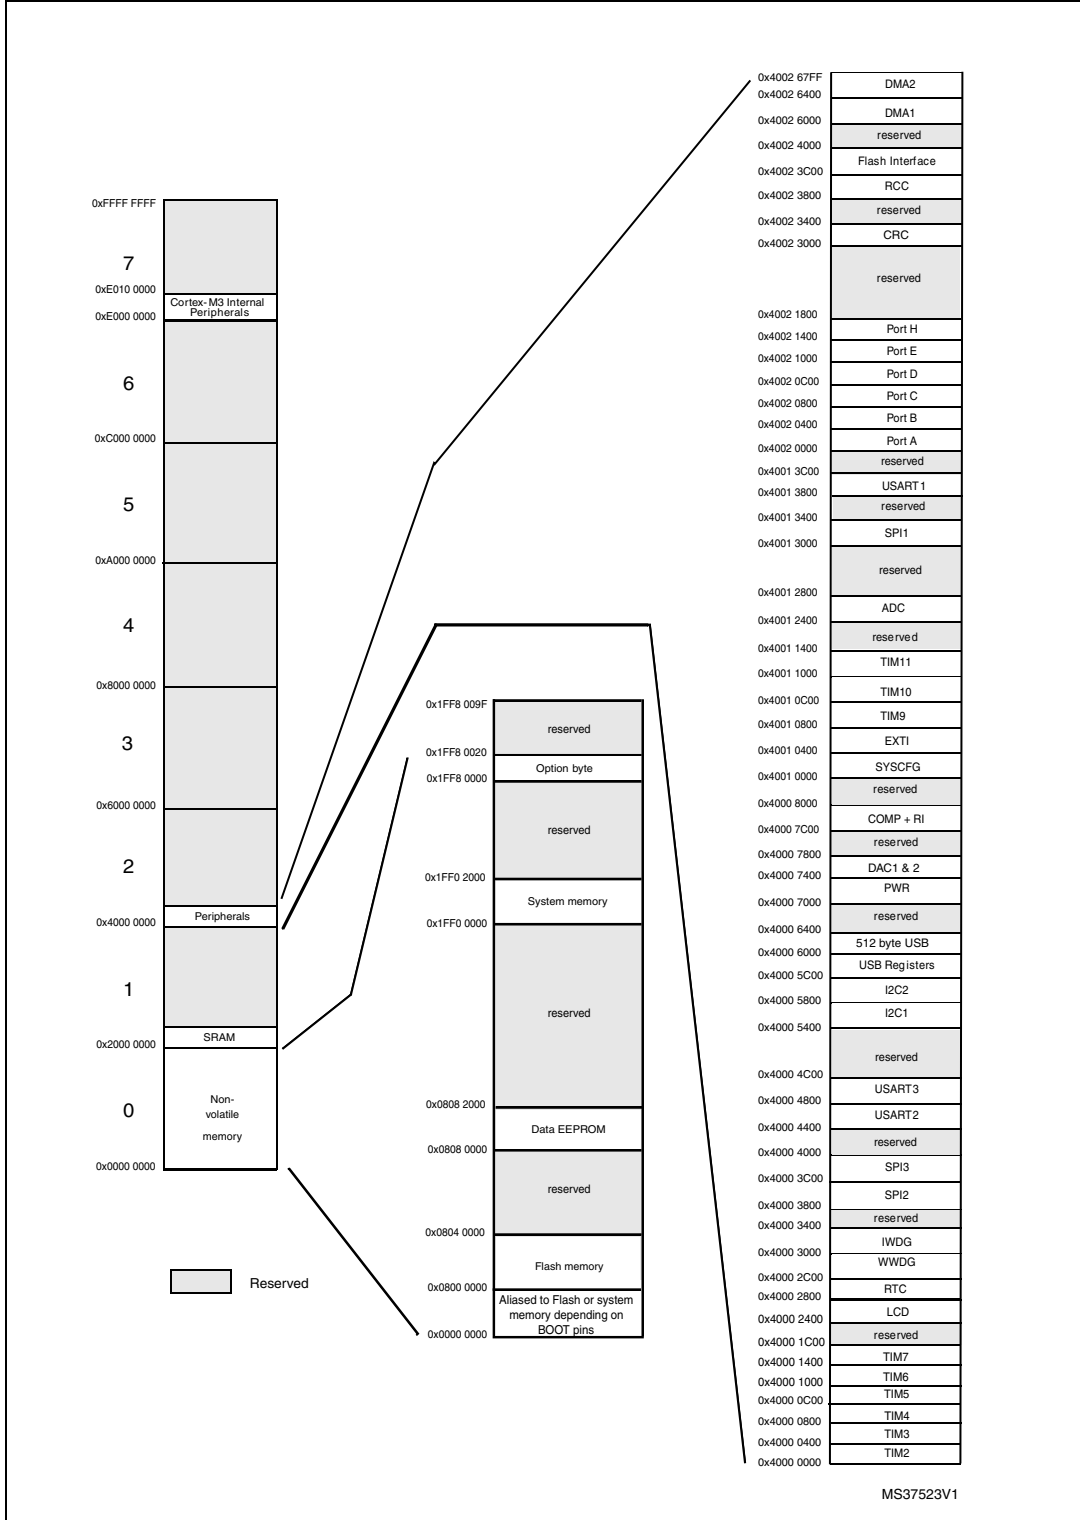 0xFFFF FFFF
7
0xE010 0000
Cortex-M3 Internal
Peripherals
0xE000 0000
6
0xC000 0000
5
0xA000 0000
4
0x8000 0000
3
0x6000 0000
2
Peripherals
0x4000 0000
1
SRAM
0x2000 0000
0
Non-
volatile
memory
0x0000 0000
Reserved
0x1FF8 009F
reserved
0x1FF8 0020
Option byte
0x1FF8 0000
reserved
0x1FF0 2000
System memory
0x1FF0 0000
reserved
0x0808 2000
Data EEPROM
0x0808 0000
reserved
0x0804 0000
Flash memory
0x0800 0000
Aliased to Flash or system
memory depending on
BOOT pins
0x0000 0000
0x4002 67FF
DMA2
0x4002 6400
DMA1
0x4002 6000
reserved
0x4002 4000
Flash Interface
0x4002 3C00
RCC
0x4002 3800
reserved
0x4002 3400
CRC
0x4002 3000
reserved
0x4002 1800
Port H
0x4002 1400
Port E
0x4002 1000
Port D
0x4002 0C00
Port C
0x4002 0800
Port B
0x4002 0400
Port A
0x4002 0000
reserved
0x4001 3C00
USART1
0x4001 3800
reserved
0x4001 3400
SPI1
0x4001 3000
reserved
0x4001 2800
ADC
0x4001 2400
reserved
0x4001 1400
TIM11
0x4001 1000
TIM10
0x4001 0C00
TIM9
0x4001 0800
EXTI
0x4001 0400
SYSCFG
0x4001 0000
reserved
0x4000 8000
COMP + RI
0x4000 7C00
reserved
0x4000 7800
DAC1 & 2
0x4000 7400
PWR
0x4000 7000
reserved
0x4000 6400
512 byte USB
0x4000 6000
USB Registers
0x4000 5C00
I2C2
0x4000 5800
I2C1
0x4000 5400
reserved
0x4000 4C00
USART3
0x4000 4800
USART2
0x4000 4400
reserved
0x4000 4000
SPI3
0x4000 3C00
SPI2
0x4000 3800
reserved
0x4000 3400
IWDG
0x4000 3000
WWDG
0x4000 2C00
RTC
0x4000 2800
LCD
0x4000 2400
reserved
0x4000 1C00
TIM7
0x4000 1400
TIM6
0x4000 1000
TIM5
0x4000 0C00
TIM4
0x4000 0800
TIM3
0x4000 0400
TIM2
0x4000 0000
MS37523V1